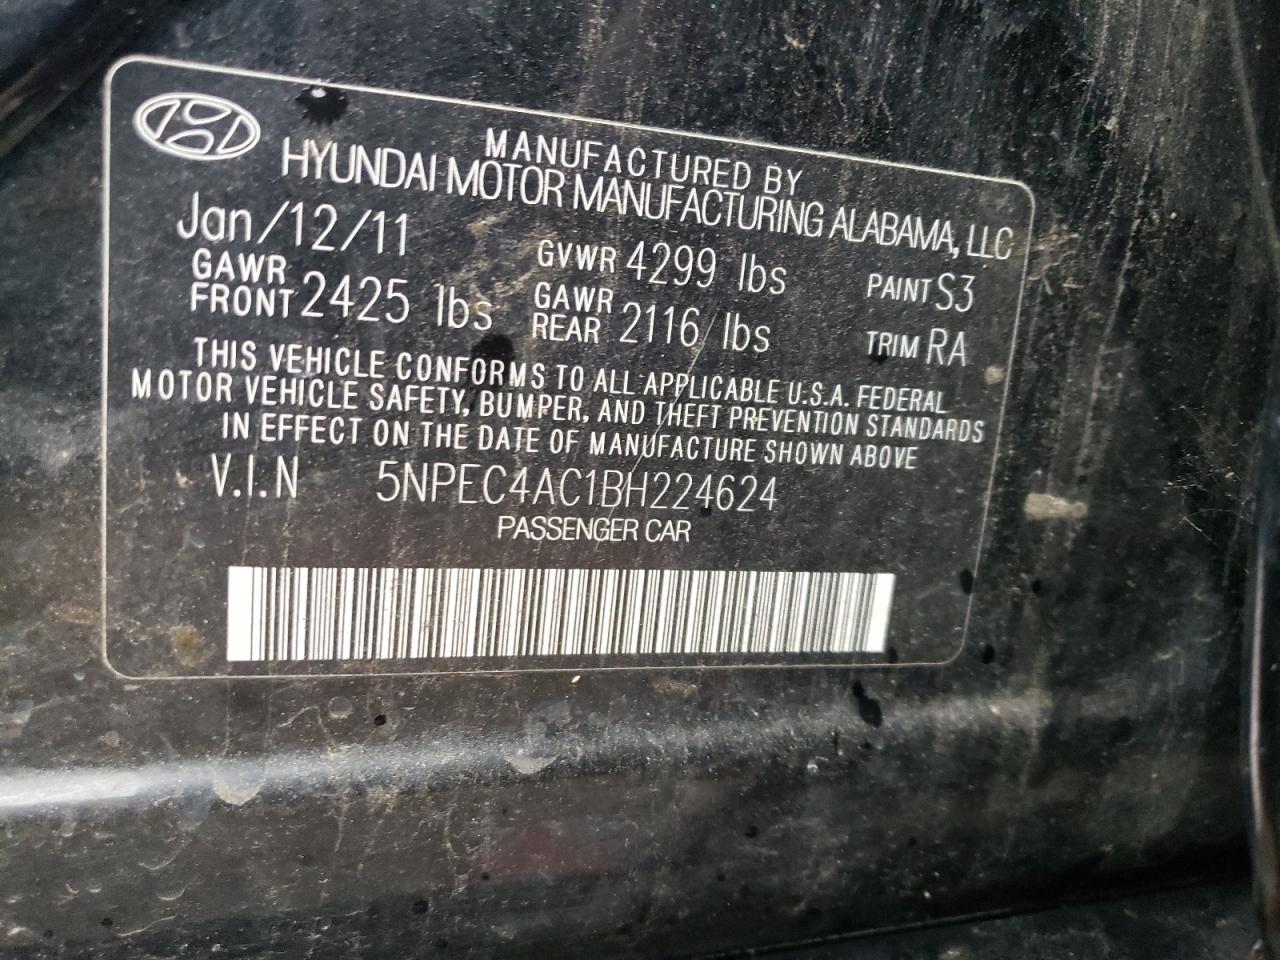 MANUFACTURED BY
HYUNDAI MOTOR MANUFACTURING ALABAMA, LLC
Jan/12/11 GVWR 4299 lbs PAINT S3
GAWR FRONT 2425 lbs GAWR REAR 2116 lbs TRIM RA
THIS VEHICLE CONFORMS TO ALL APPLICABLE U.S.A. FEDERAL
MOTOR VEHICLE SAFETY, BUMPER, AND THEFT PREVENTION STANDARDS
IN EFFECT ON THE DATE OF MANUFACTURE SHOWN ABOVE
V.I.N 5NPEC4AC1BH224624
PASSENGER CAR